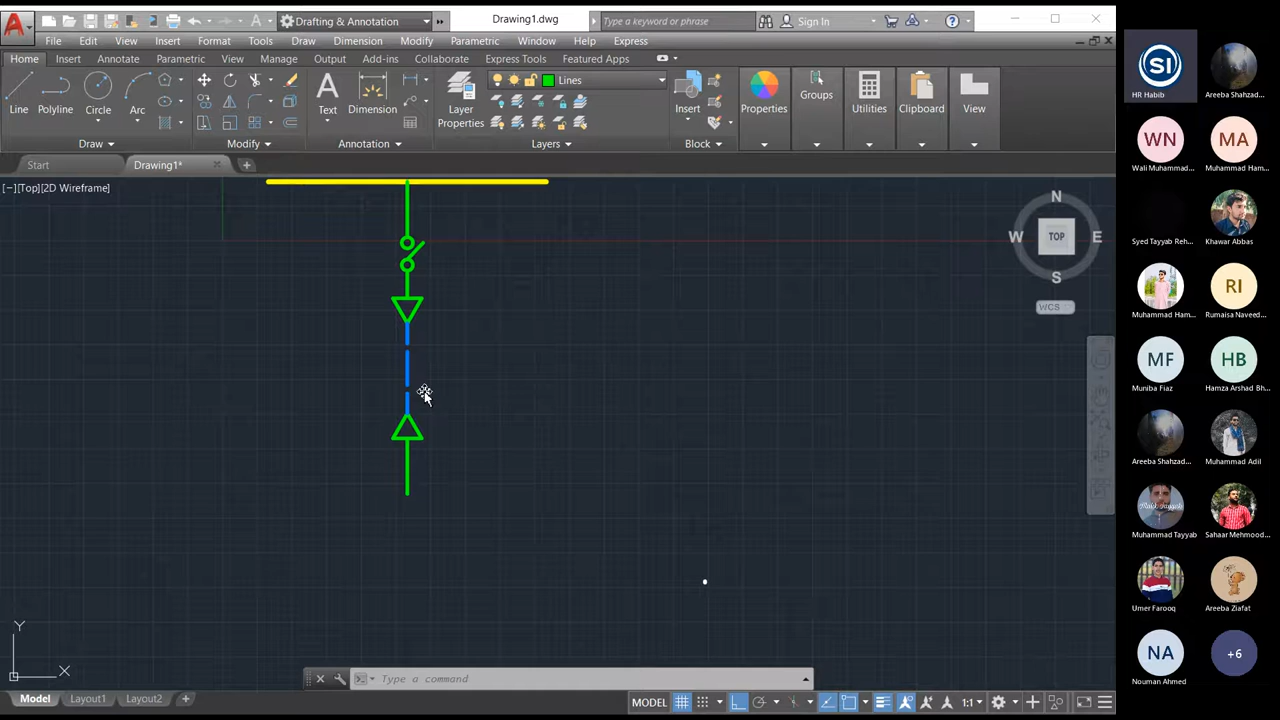 Drafting & Annotation
Drawing1.dwg
Type a keyword or phrase
Sign In
File Edit View Insert Format Tools Draw Dimension Modify Parametric Window Help Express
Home Insert Annotate Parametric View Manage Output Add-ins Collaborate Express Tools Featured Apps
Lines
Line Polyline Circle Arc
Text Dimension
Layer
Properties
Insert
Properties Groups Utilities Clipboard View
Draw Modify Annotation Layers Block
Start Drawing1*
[−][Top][2D Wireframe]
N
W TOP E
S
WCS
Y
X
Type a command
Model Layout1 Layout2
MODEL 1:1
SI
HR Habib
Areeba Shahzad...
WN
Wali Muhammad...
MA
Muhammad Ham...
Syed Tayyab Reh...
Khawar Abbas
Muhammad Ham...
RI
Rumaisa Naveed...
MF
Muniba Fiaz
HB
Hamza Arshad Bh...
Areeba Shahzad...
Muhammad Adil
Muhammad Tayyab
Sahaar Mehmood...
Umer Farooq
Areeba Ziafat
NA
Nouman Ahmed
+6